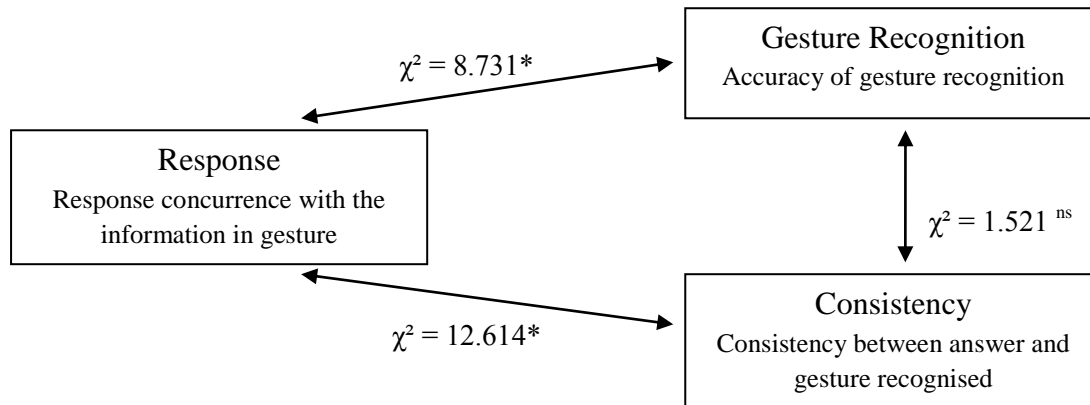 Gesture Recognition
Accuracy of gesture recognition
χ² = 8.731*
Response
Response concurrence with the
information in gesture
χ² = 1.521 ns
Consistency
Consistency between answer and
gesture recognised
χ² = 12.614*